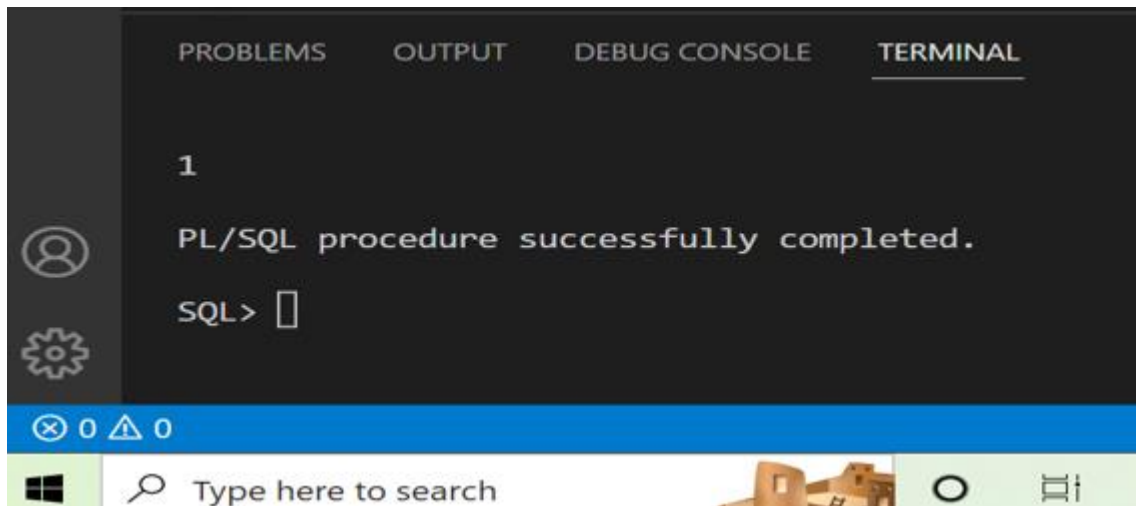 PROBLEMS OUTPUT DEBUG CONSOLE TERMINAL
1
PL/SQL procedure successfully completed.
SQL>
0 0
Type here to search